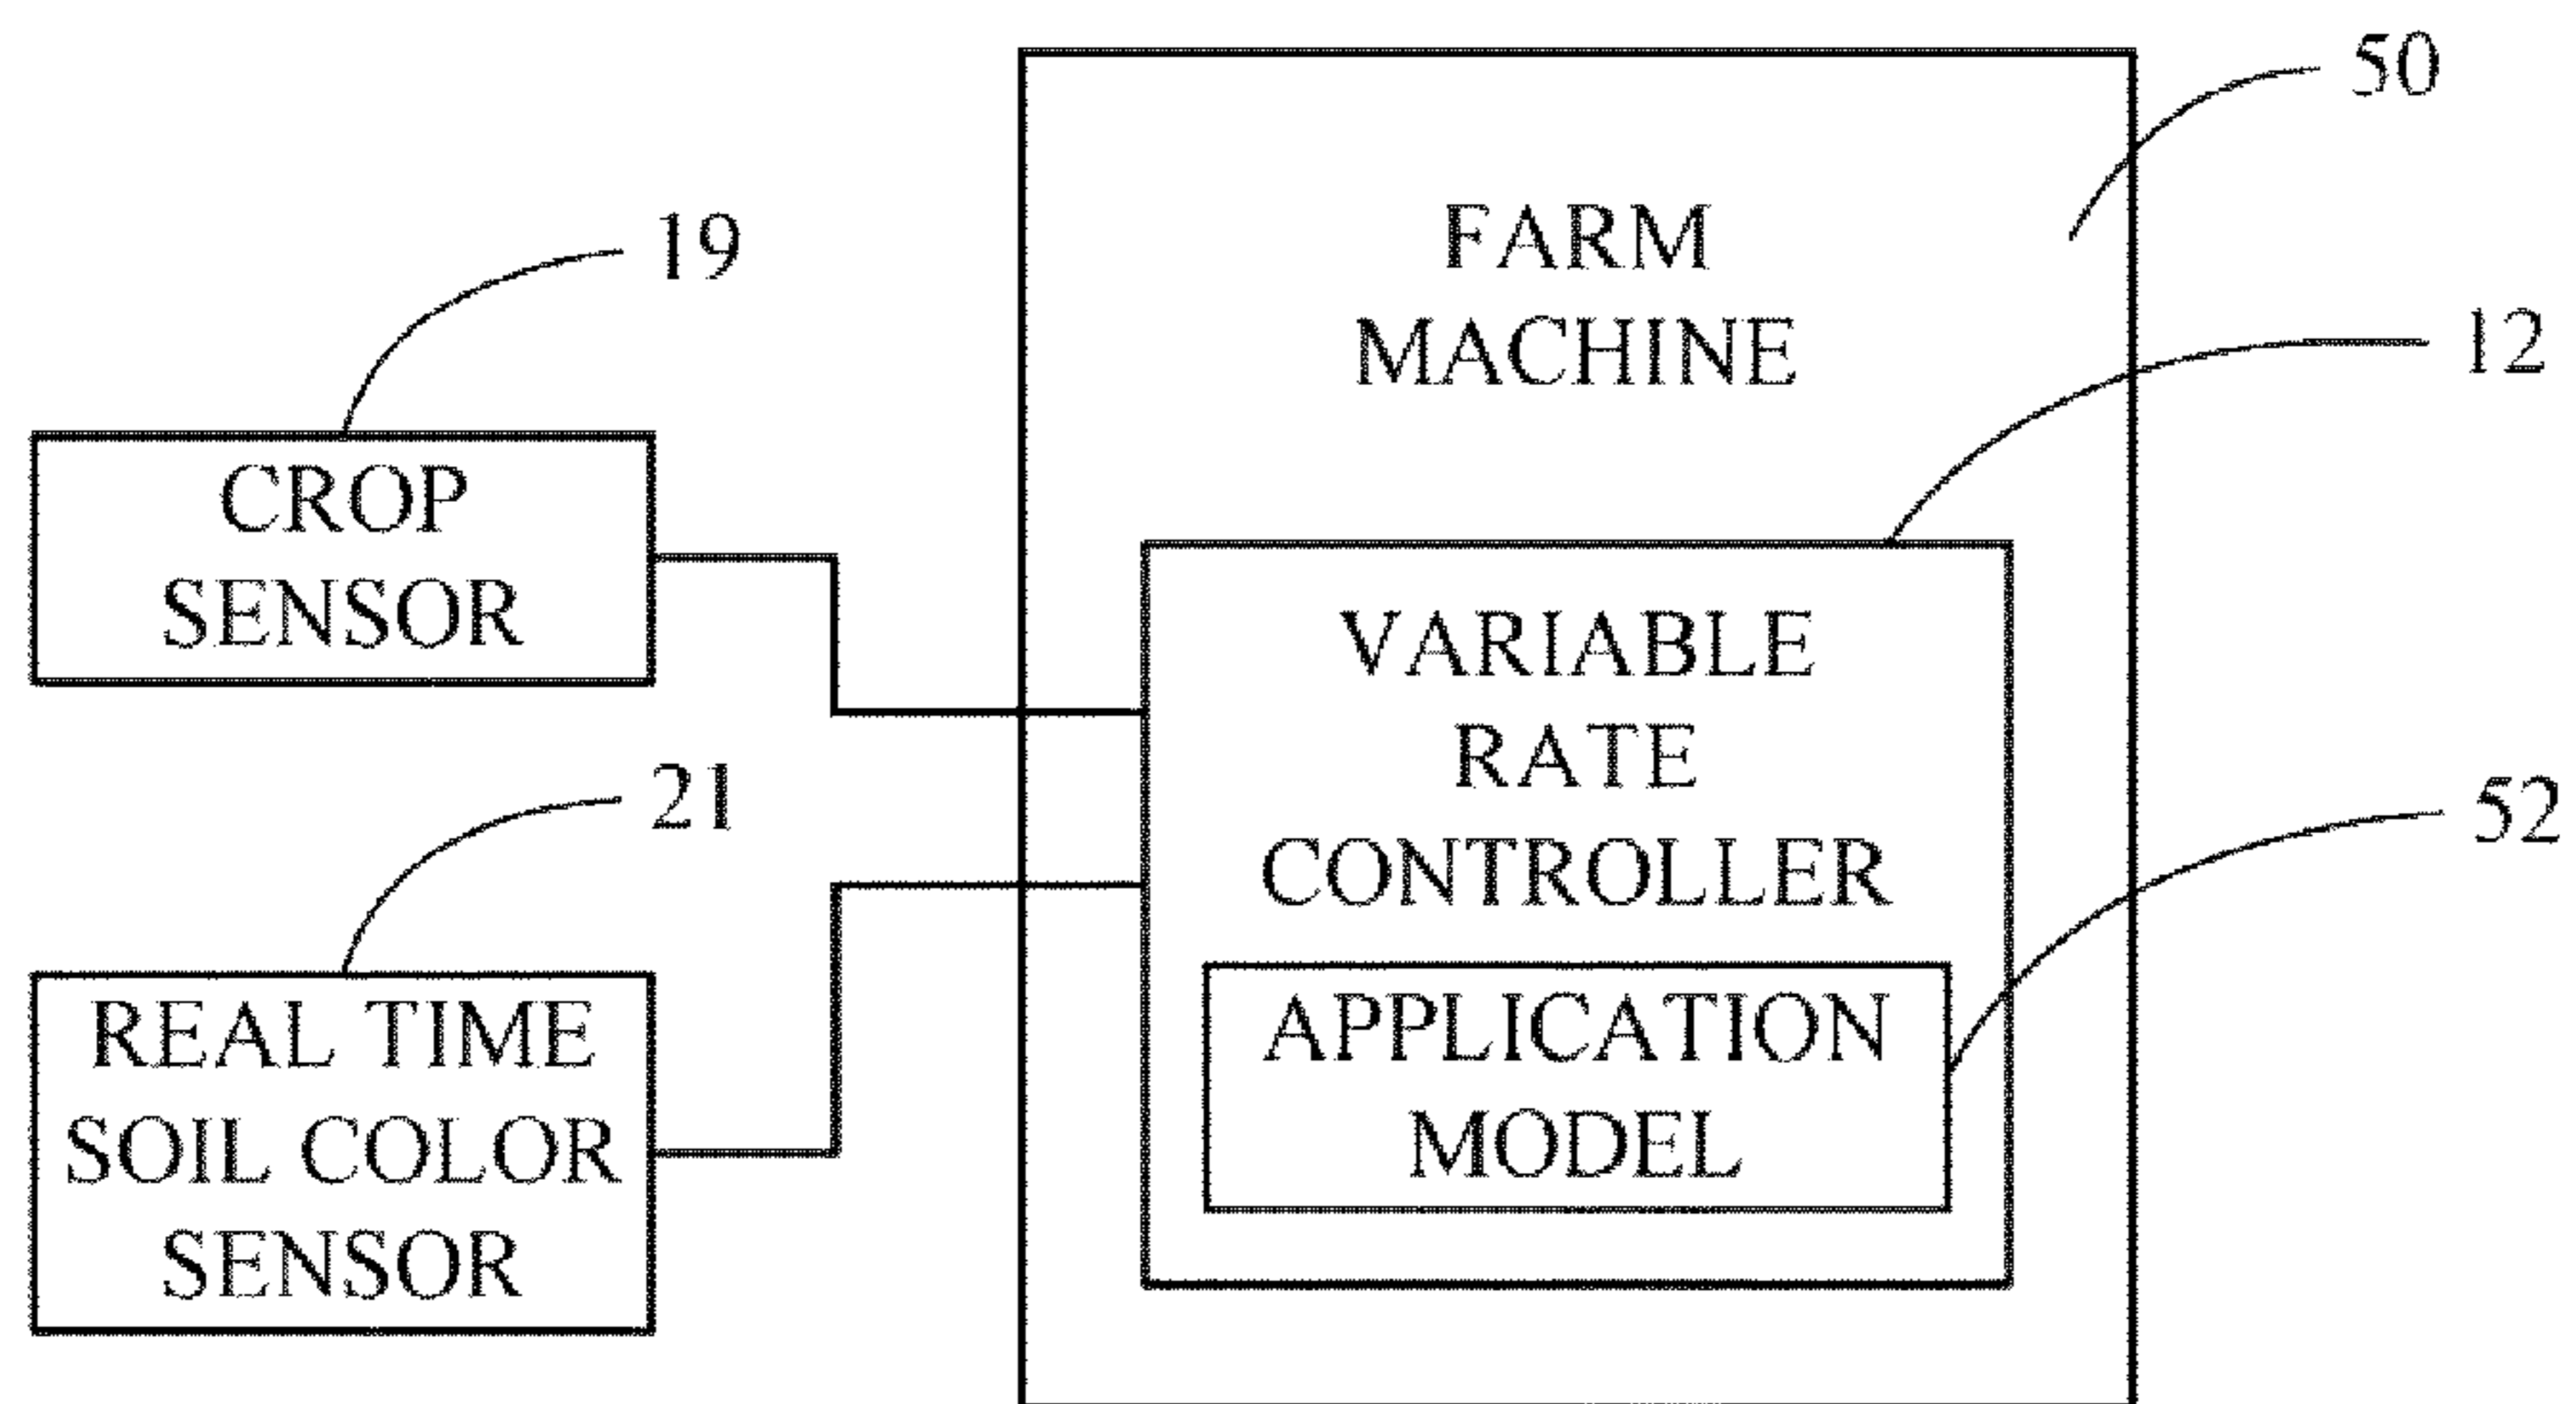 50
FARM
MACHINE
19
12
CROP
SENSOR
VARIABLE
RATE
CONTROLLER
21
52
REAL TIME
SOIL COLOR
SENSOR
APPLICATION
MODEL